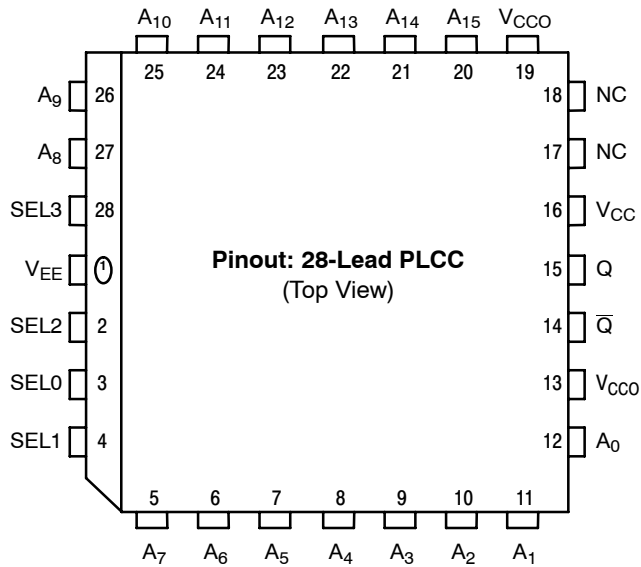 A10 A11 A12 A13 A14 A15 VCCO
25 24 23 22 21 20 19
A9 26 18 NC
A8 27 17 NC
SEL3 28 16 VCC
VEE 1 Pinout: 28-Lead PLCC 15 Q
(Top View)
SEL2 2 14 Q̅
SEL0 3 13 VCCO
SEL1 4 12 A0
5 6 7 8 9 10 11
A7 A6 A5 A4 A3 A2 A1